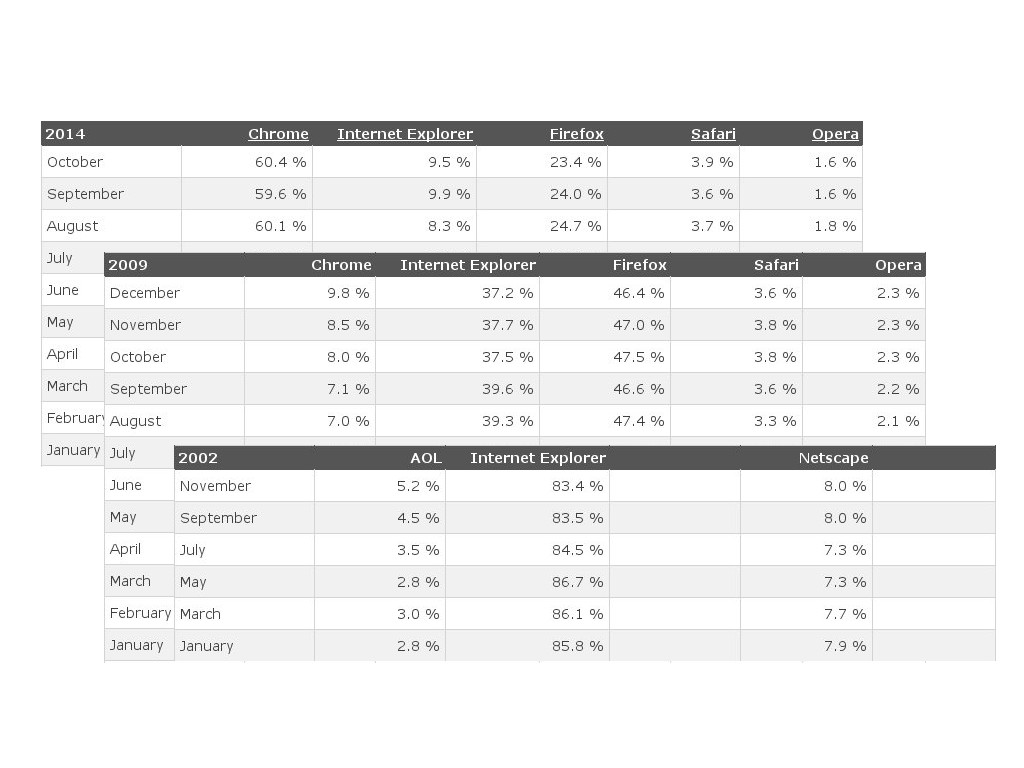 2014 Chrome Internet Explorer Firefox Safari Opera
October 60.4 % 9.5 % 23.4 % 3.9 % 1.6 %
September 59.6 % 9.9 % 24.0 % 3.6 % 1.6 %
August 60.1 % 8.3 % 24.7 % 3.7 % 1.8 %
July
June
May
April
March
February
January
2009 Chrome Internet Explorer Firefox Safari Opera
December 9.8 % 37.2 % 46.4 % 3.6 % 2.3 %
November 8.5 % 37.7 % 47.0 % 3.8 % 2.3 %
October 8.0 % 37.5 % 47.5 % 3.8 % 2.3 %
September 7.1 % 39.6 % 46.6 % 3.6 % 2.2 %
August 7.0 % 39.3 % 47.4 % 3.3 % 2.1 %
July
June
May
April
March
February
January
2002 AOL Internet Explorer Netscape
November 5.2 % 83.4 % 8.0 %
September 4.5 % 83.5 % 8.0 %
July 3.5 % 84.5 % 7.3 %
May 2.8 % 86.7 % 7.3 %
March 3.0 % 86.1 % 7.7 %
January 2.8 % 85.8 % 7.9 %